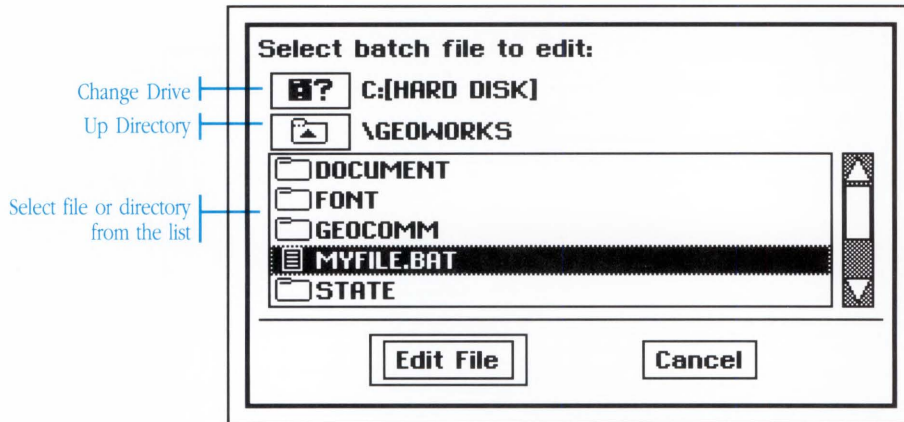 Select batch file to edit:
Change Drive
? C:[HARD DISK]
Up Directory
\GEOWORKS
DOCUMENT
FONT
Select file or directory
from the list
GEOCOMM
MYFILE.BAT
STATE
Edit File
Cancel